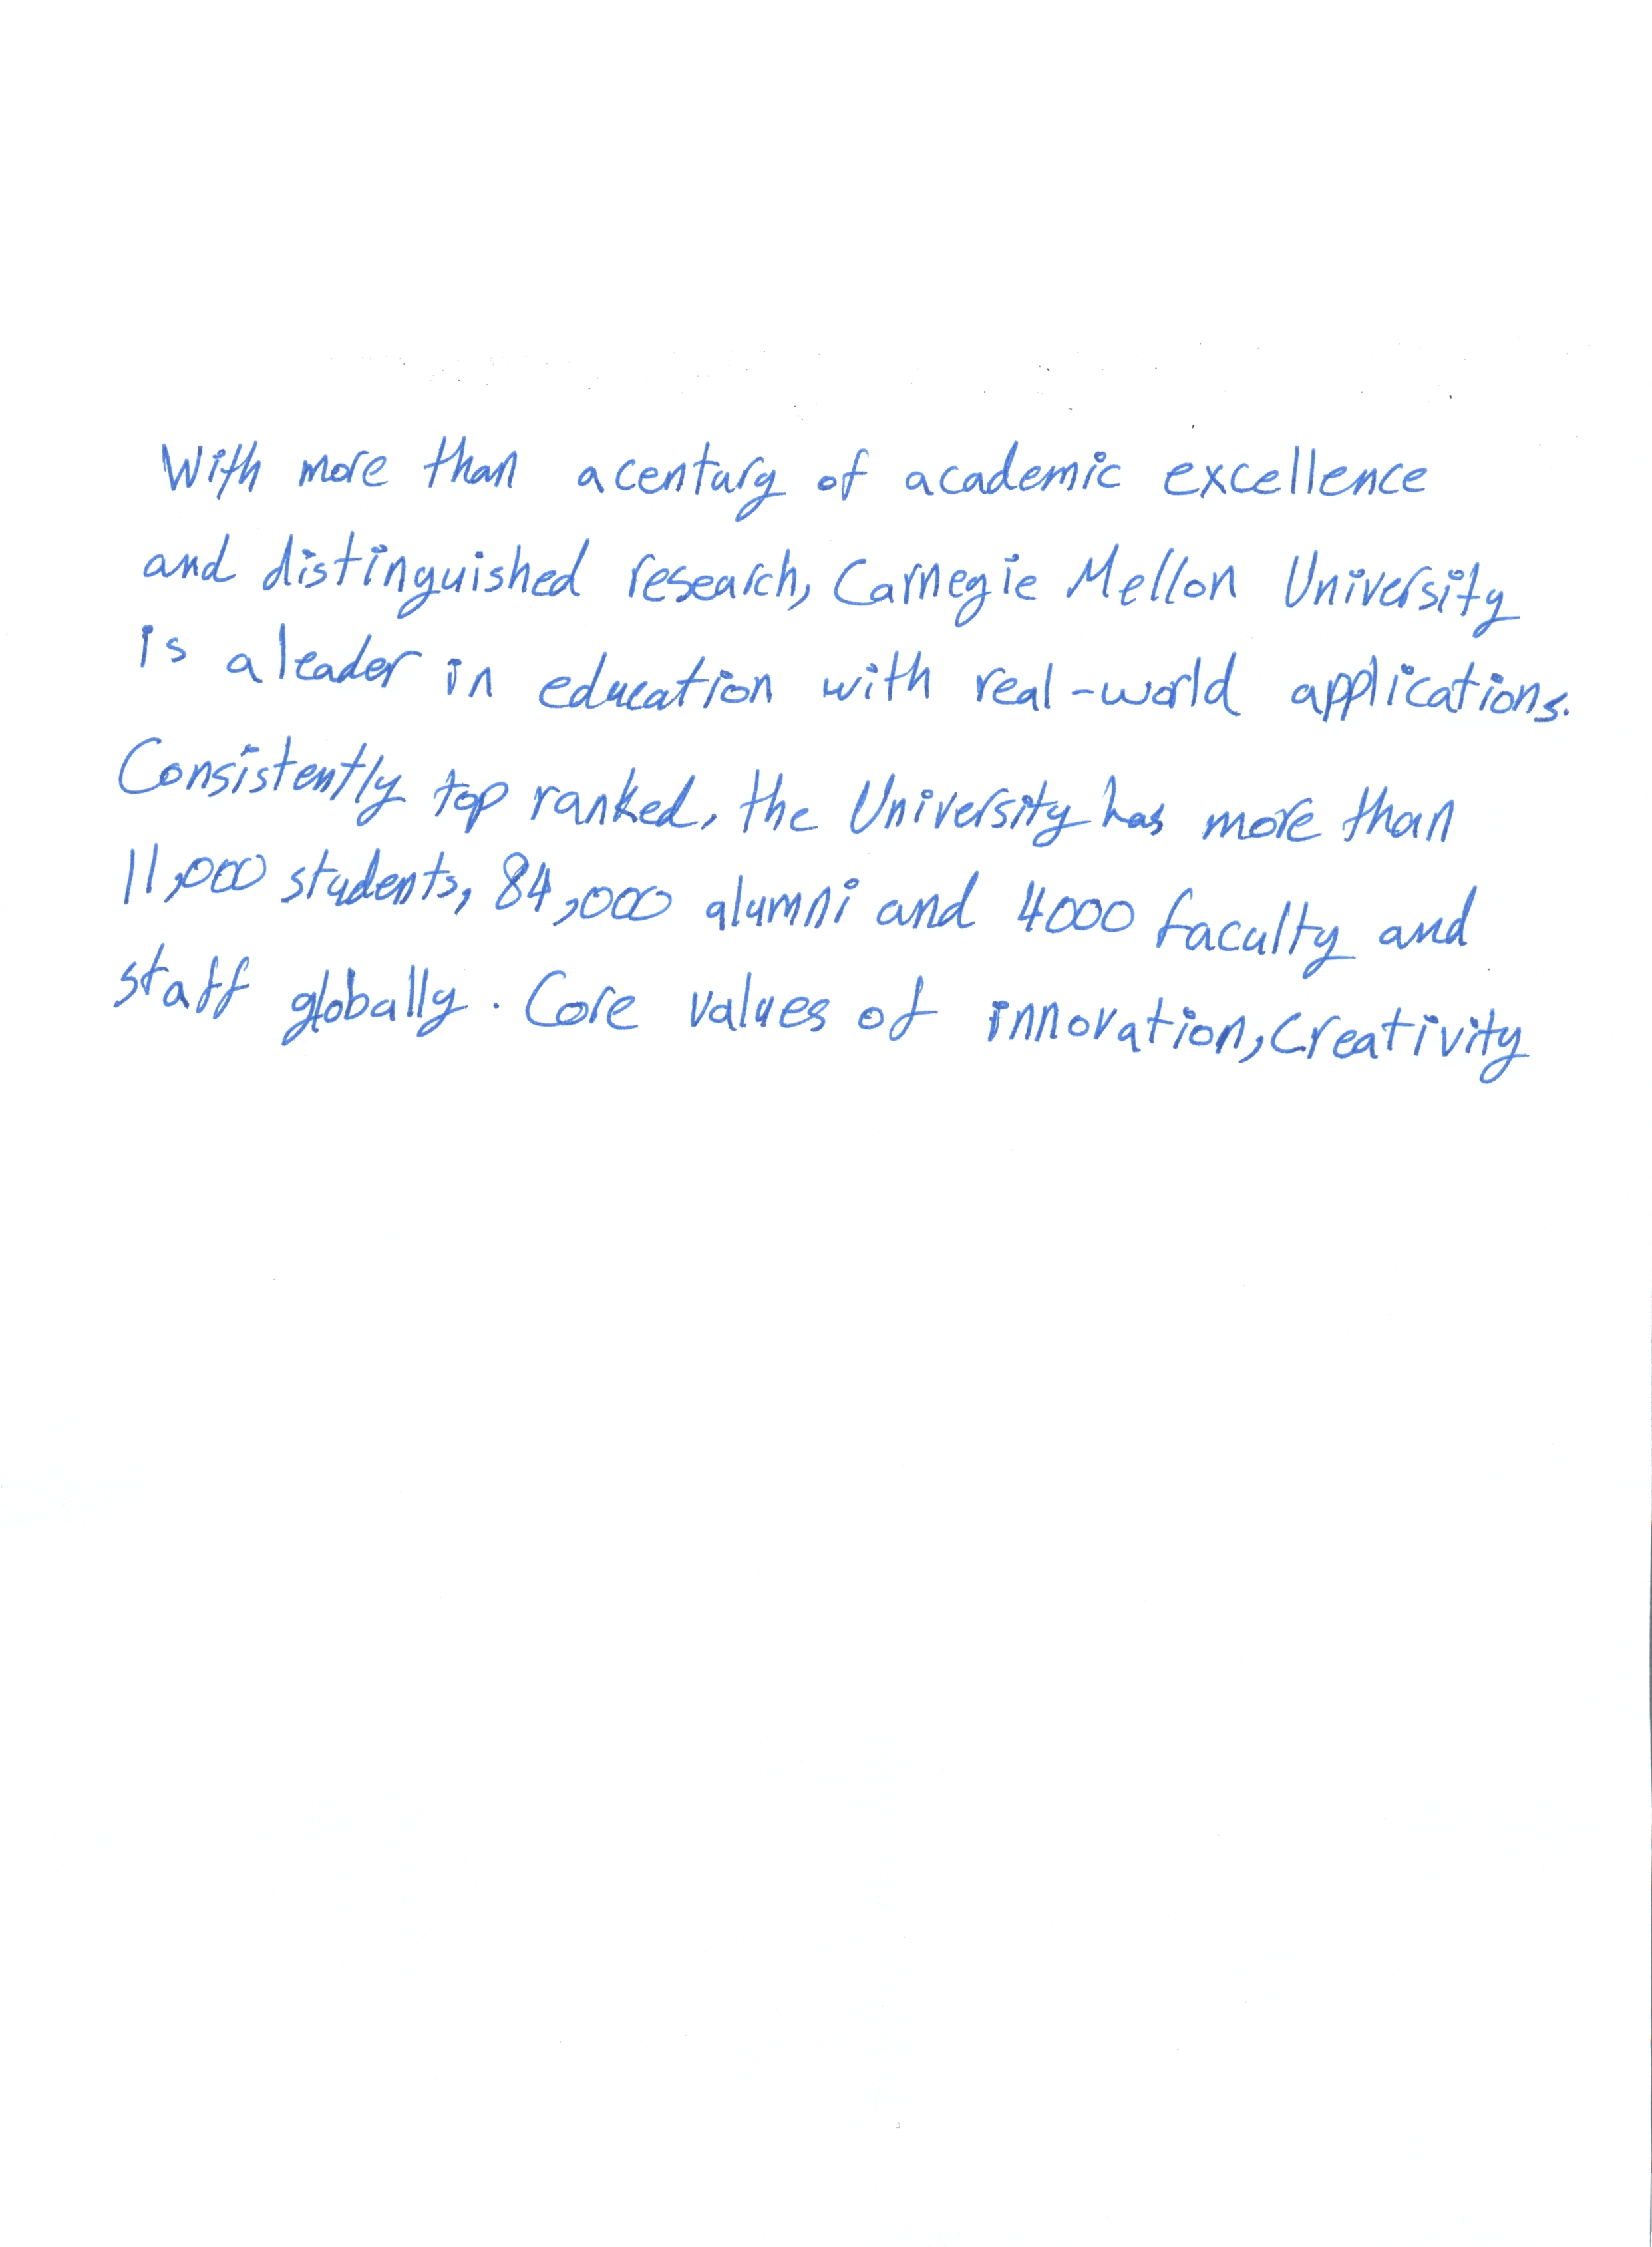 With more than a century of academic excellence
and distinguished research, Carnegie Mellon University
is a leader in education with real-world applications.
Consistently top ranked, the University has more than
11,000 students, 84,000 alumni and 4000 faculty and
staff globally. Core values of innovation, Creativity